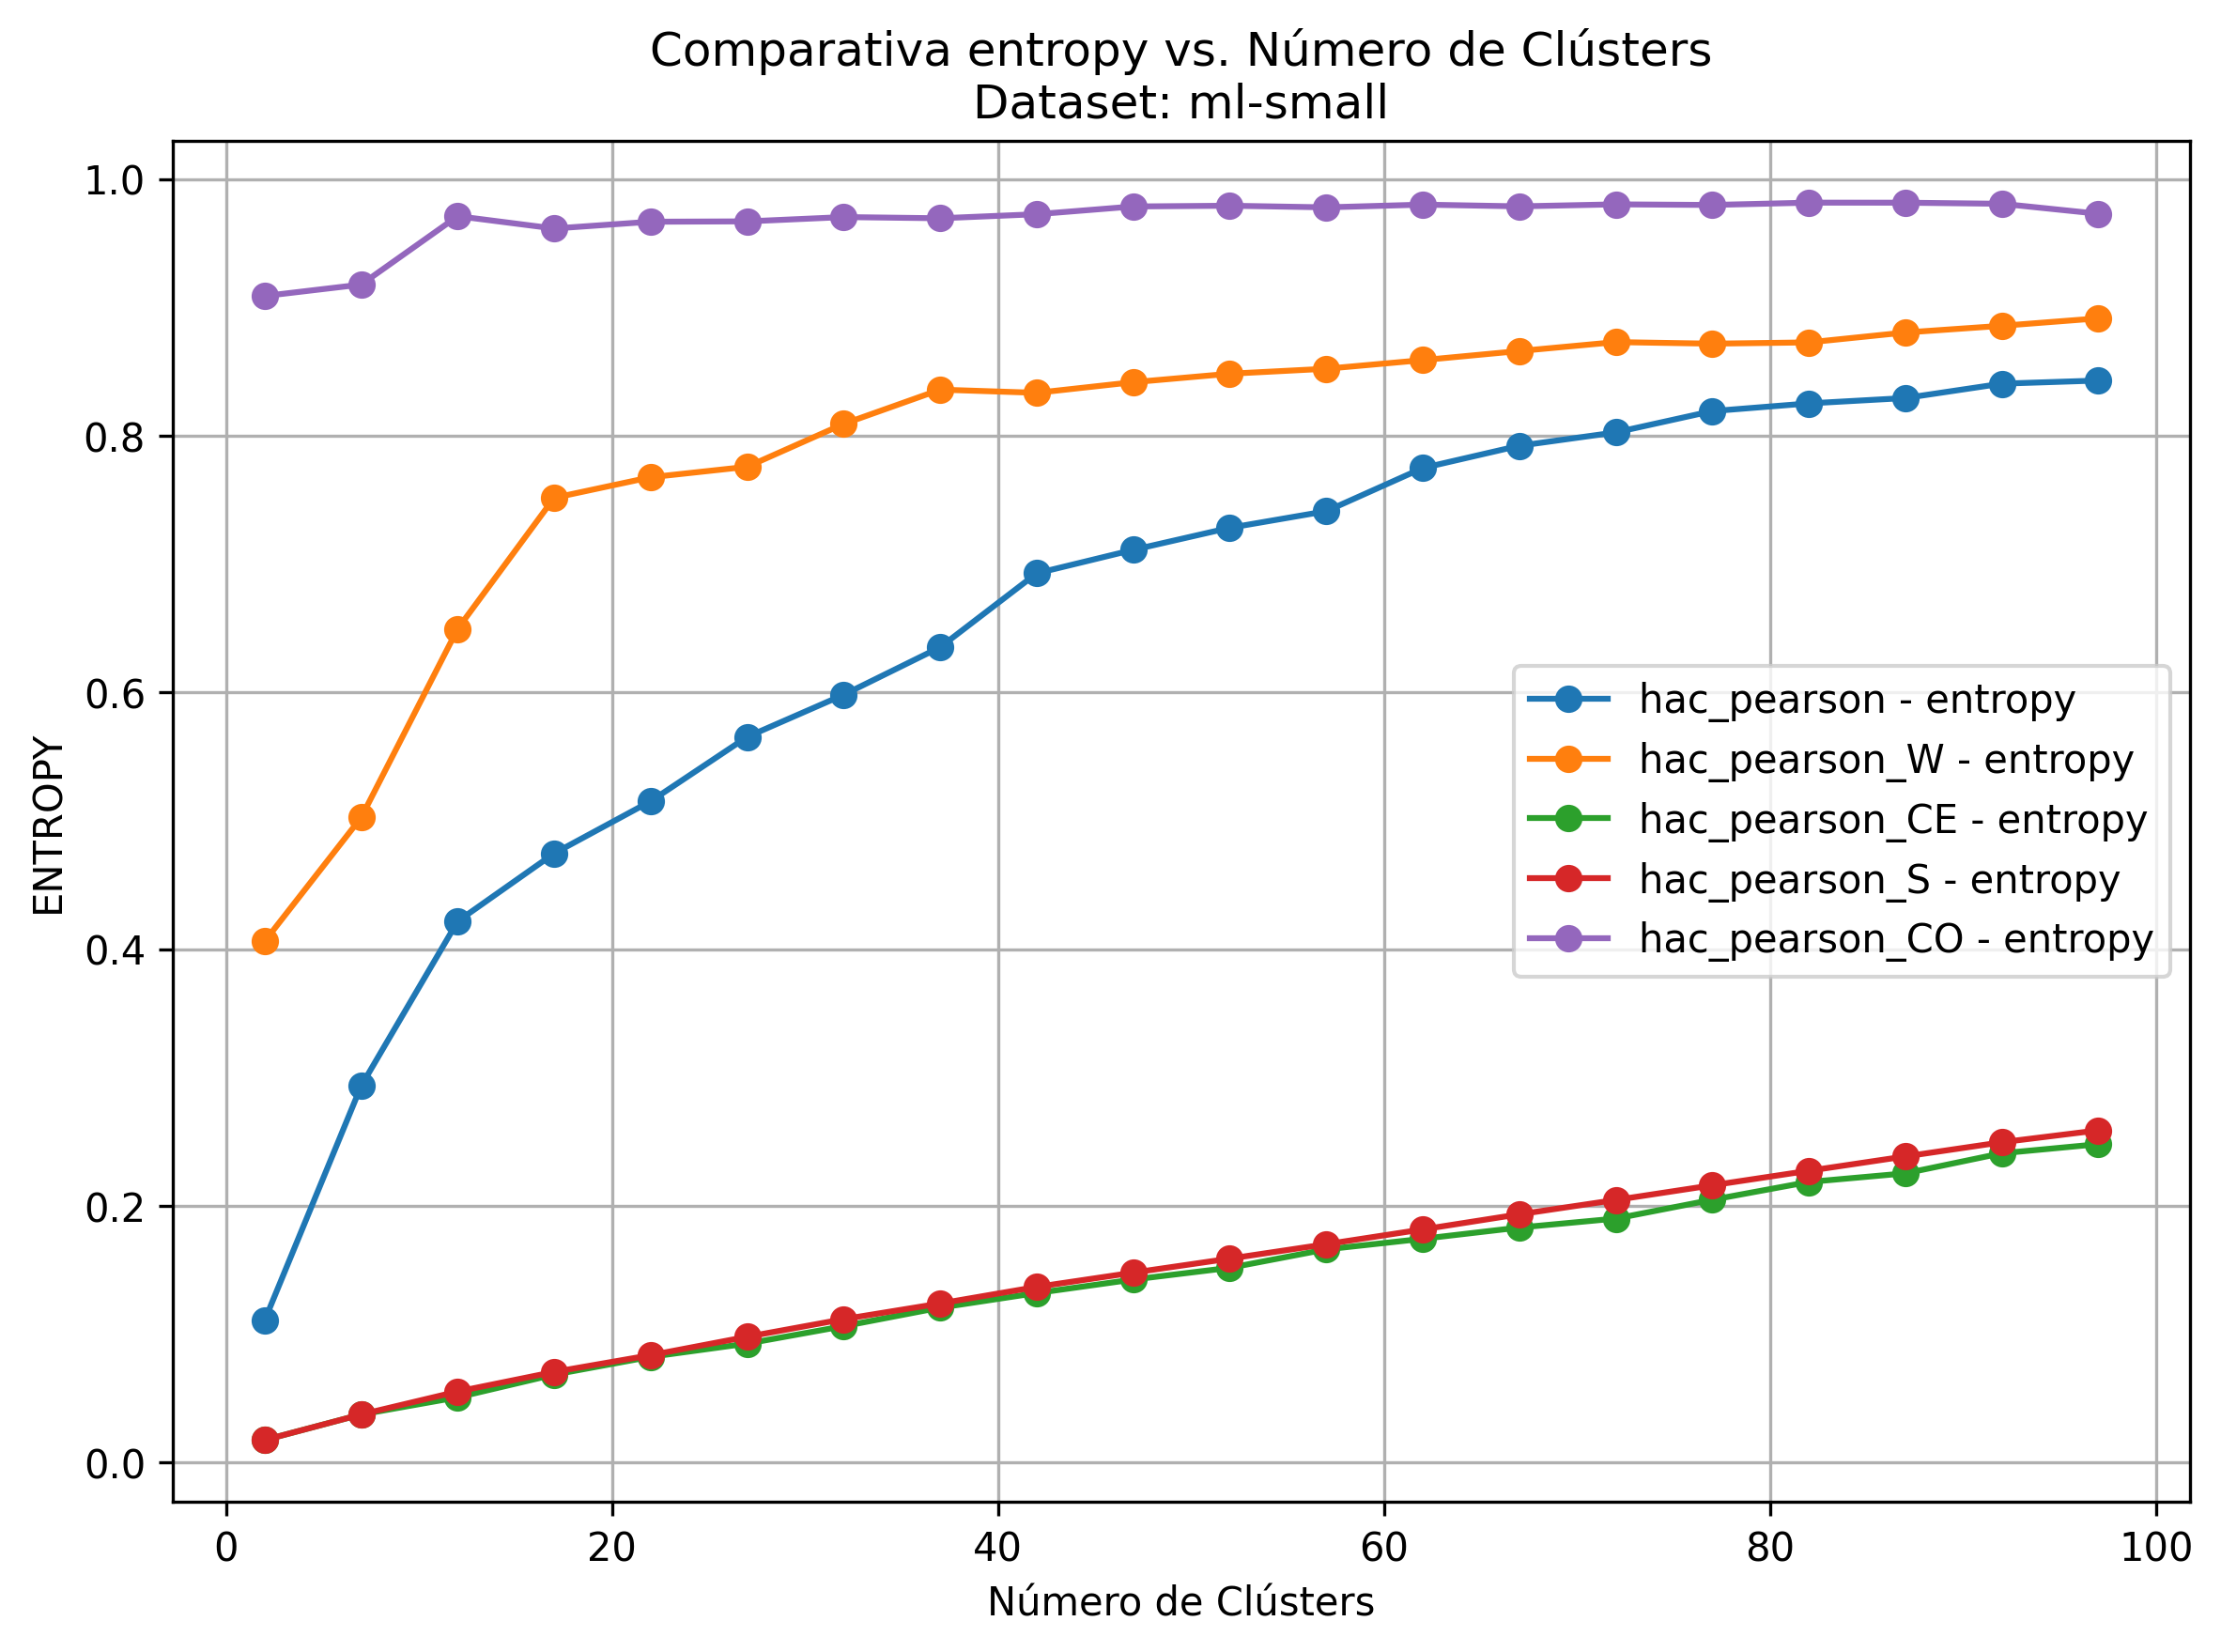 Comparativa entropy vs. Número de Clústers
Dataset: ml-small
ENTROPY
1.0
0.8
0.6
0.4
0.2
0.0
hac_pearson - entropy
hac_pearson_W - entropy
hac_pearson_CE - entropy
hac_pearson_S - entropy
hac_pearson_CO - entropy
0 20 40 60 80 100
Número de Clústers